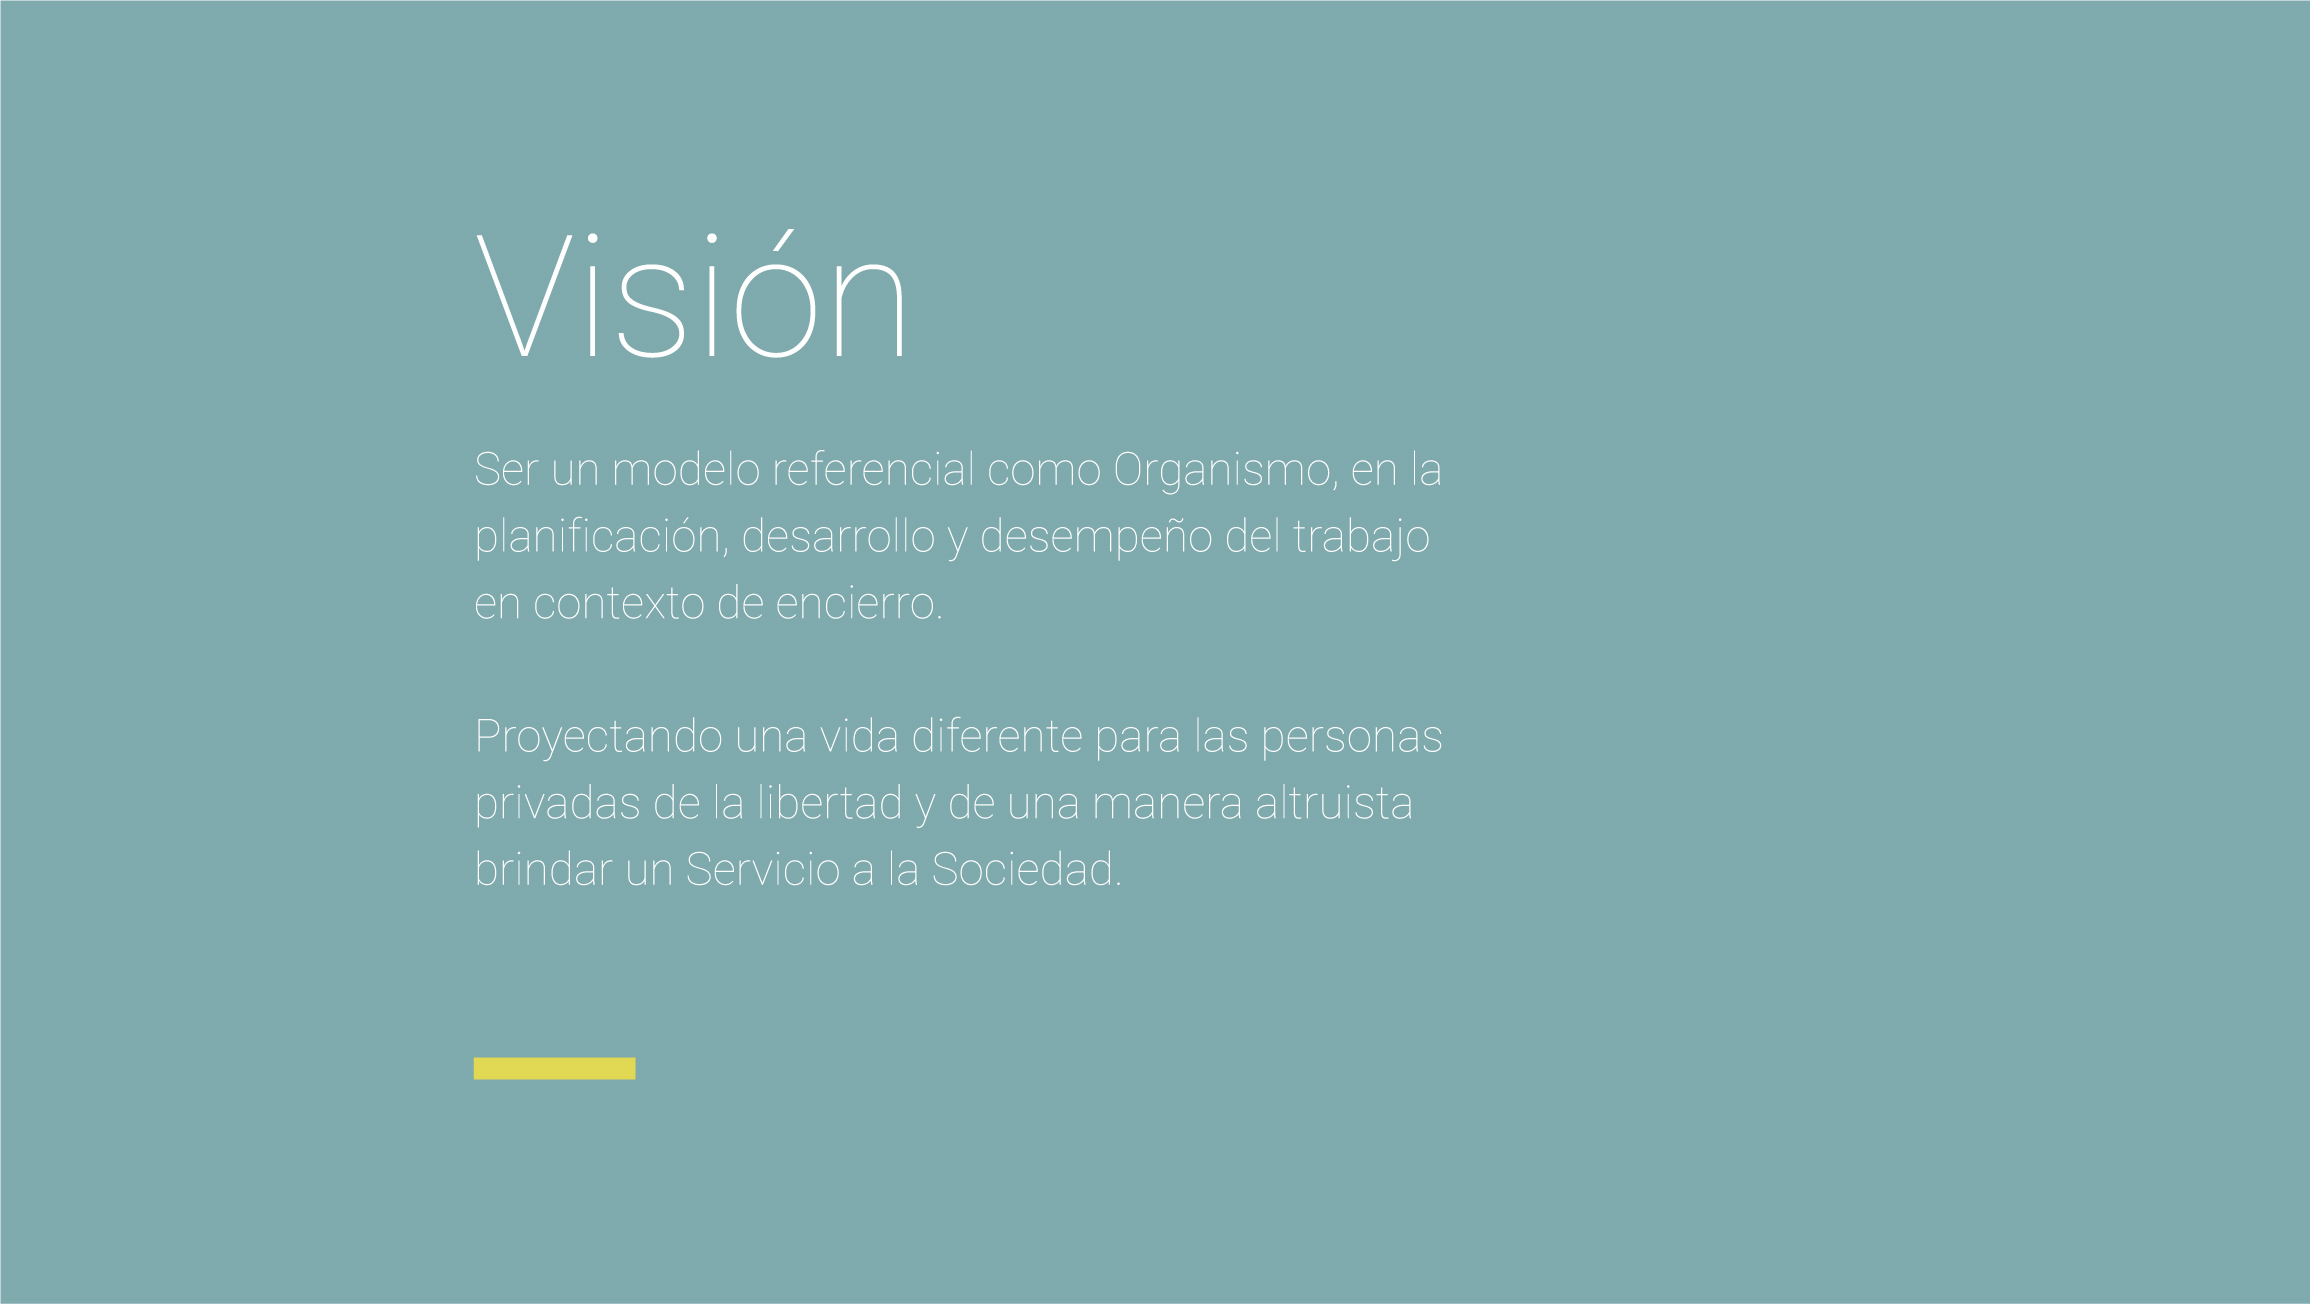 Visión
Ser un modelo referencial como Organismo, en la
planificación, desarrollo y desempeño del trabajo
en contexto de encierro.
Proyectando una vida diferente para las personas
privadas de la libertad y de una manera altruista
brindar un Servicio a la Sociedad.